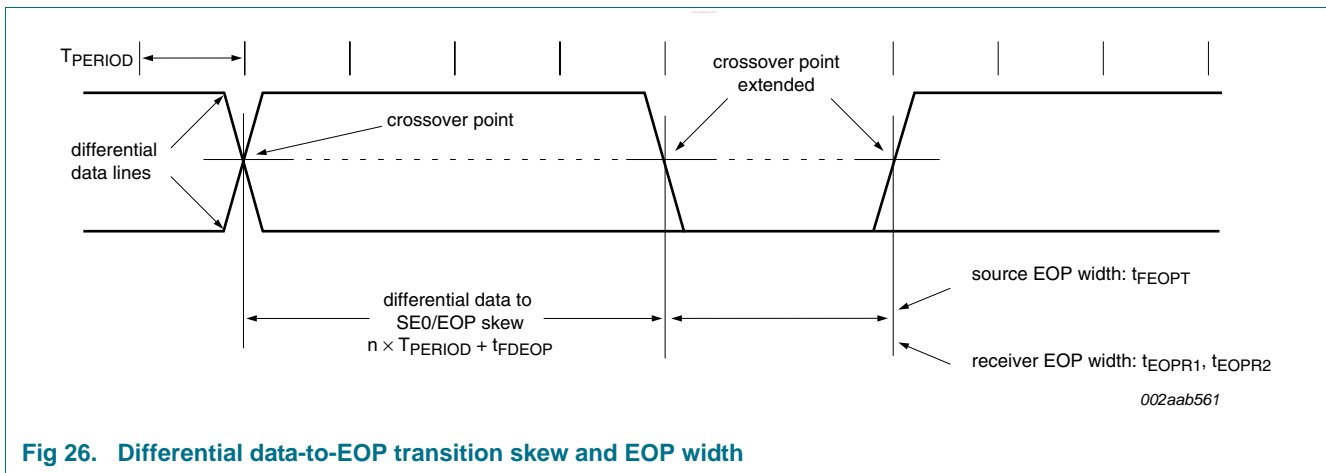 TPERIOD
crossover point
extended
crossover point
differential
data lines
source EOP width: tFEOPT
differential data to
SE0/EOP skew
n × TPERIOD + tFDEOP
receiver EOP width: tEOPR1, tEOPR2
002aab561
Fig 26. Differential data-to-EOP transition skew and EOP width